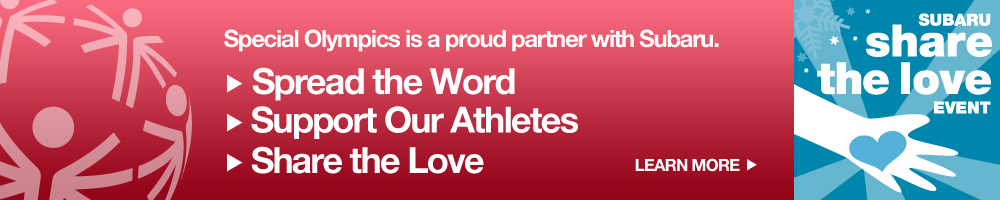 Special Olympics is a proud partner with Subaru.
Spread the Word
Support Our Athletes
Share the Love
LEARN MORE
SUBARU
share
the love
EVENT